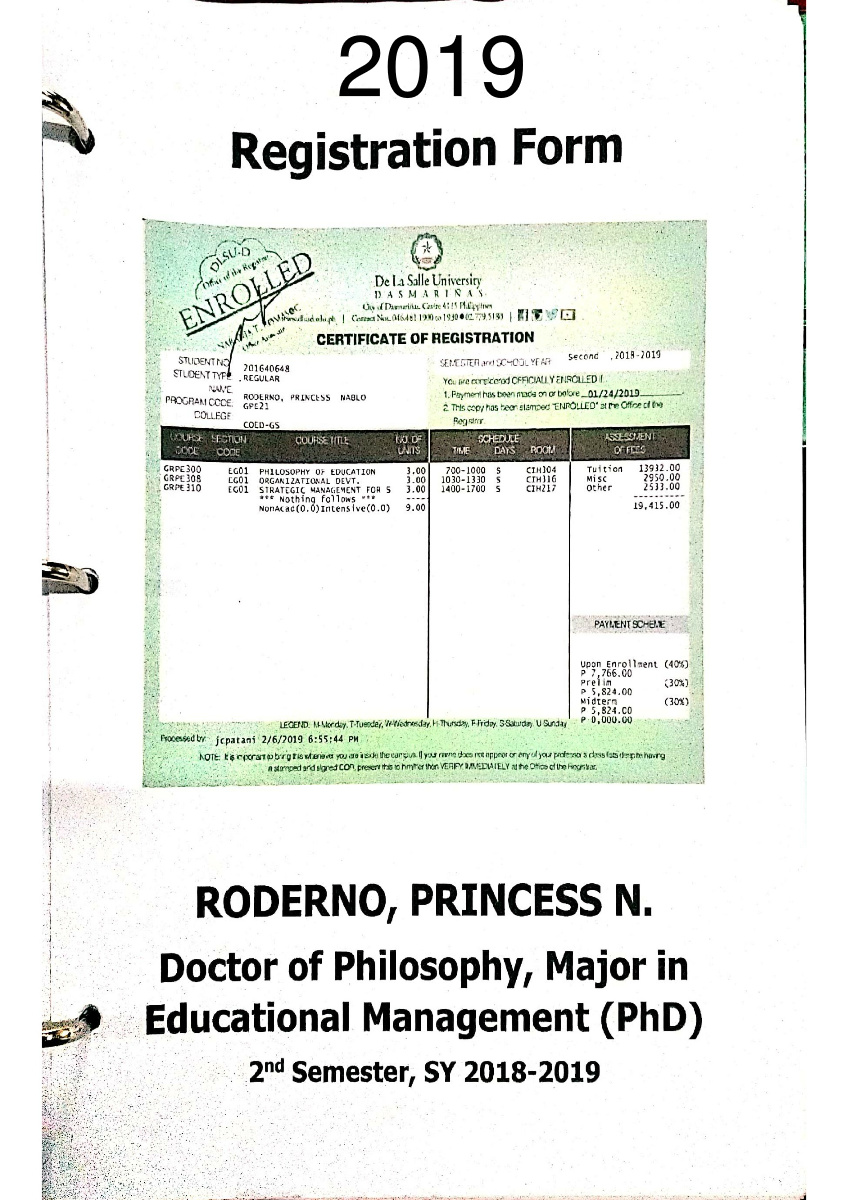 2019
Registration Form
DLSU-D
Office of the Registrar
ENROLLED
De La Salle University
DASMARIÑAS
City of Dasmariñas, Cavite 4115 Philippines
Contact Nos. 046.481.1900 to 1930 ● 02.779.5180 |
CERTIFICATE OF REGISTRATION
STUDENT NO. 201640648
STUDENT TYPE REGULAR
NAME RODERNO, PRINCESS NABLO
PROGRAM CODE GPE21
COLLEGE COED-GS
SEMESTER and SCHOOL YEAR Second ,2018-2019
You are considered OFFICIALLY ENROLLED if:
1. Payment has been made on or before 01/24/2019
2. This copy has been stamped "ENROLLED" at the Office of the
Registrar.
COURSE CODE SECTION CODE COURSE TITLE NO. OF UNITS SCHEDULE TIME DAYS ROOM ASSESSMENT OF FEES
GRPE300 EG01 PHILOSOPHY OF EDUCATION 3.00 700-1000 S CIH304 Tuition 13932.00
GRPE308 EG01 ORGANIZATIONAL DEVT. 3.00 1030-1330 S CIH316 Misc 2950.00
GRPE310 EG01 STRATEGIC MANAGEMENT FOR S 3.00 1400-1700 S CIH217 Other 2533.00
*** Nothing follows *** ---- ---------
NonAcad(0.0)Intensive(0.0) 9.00 19,415.00
PAYMENT SCHEME
Upon Enrollment (40%)
P 7,766.00
Prelim (30%)
P 5,824.00
Midterm (30%)
P 5,824.00
P 0,000.00
LEGEND: M-Monday, T-Tuesday, W-Wednesday, H-Thursday, F-Friday, S-Saturday, U-Sunday
Processed by: jcpatani 2/6/2019 6:55:44 PM
NOTE: It is important to bring this whenever you are inside the campus. If your name does not appear on any of your professor's class lists despite having
a stamped and signed COR, present this to him/her then VERIFY IMMEDIATELY at the Office of the Registrar.
RODERNO, PRINCESS N.
Doctor of Philosophy, Major in
Educational Management (PhD)
2nd Semester, SY 2018-2019